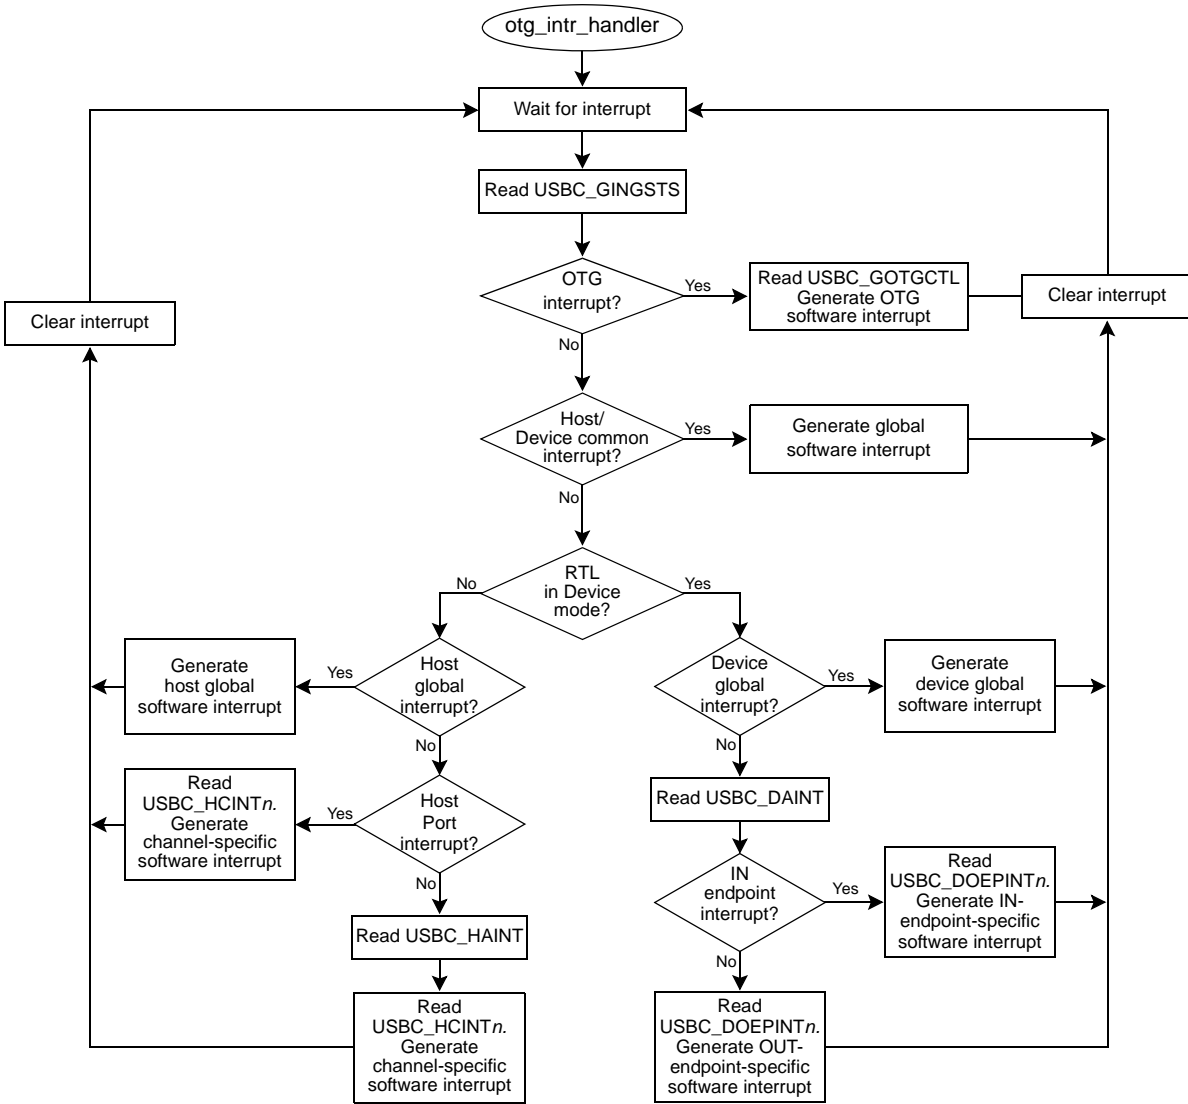 otg_intr_handler
Wait for interrupt
Read USBC_GINGSTS
OTG
interrupt?
Yes
Read USBC_GOTGCTL
Generate OTG
software interrupt
Clear interrupt
Clear interrupt
No
Host/
Device common
interrupt?
Yes
Generate global
software interrupt
No
RTL
in Device
mode?
No
Yes
Generate
host global
software interrupt
Yes
Host
global
interrupt?
Device
global
interrupt?
Yes
Generate
device global
software interrupt
No
No
Read
USBC_HCINTn.
Generate
channel-specific
software interrupt
Yes
Host
Port
interrupt?
Read USBC_DAINT
No
IN
endpoint
interrupt?
Yes
Read
USBC_DOEPINTn.
Generate IN-
endpoint-specific
software interrupt
Read USBC_HAINT
No
Read
USBC_HCINTn.
Generate
channel-specific
software interrupt
Read
USBC_DOEPINTn.
Generate OUT-
endpoint-specific
software interrupt